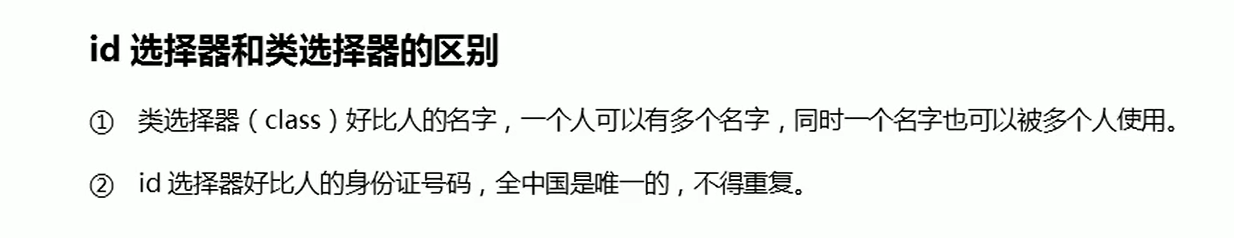 id 选择器和类选择器的区别
① 类选择器（class）好比人的名字，一个人可以有多个名字，同时一个名字也可以被多个人使用。
② id 选择器好比人的身份证号码，全中国是唯一的，不得重复。